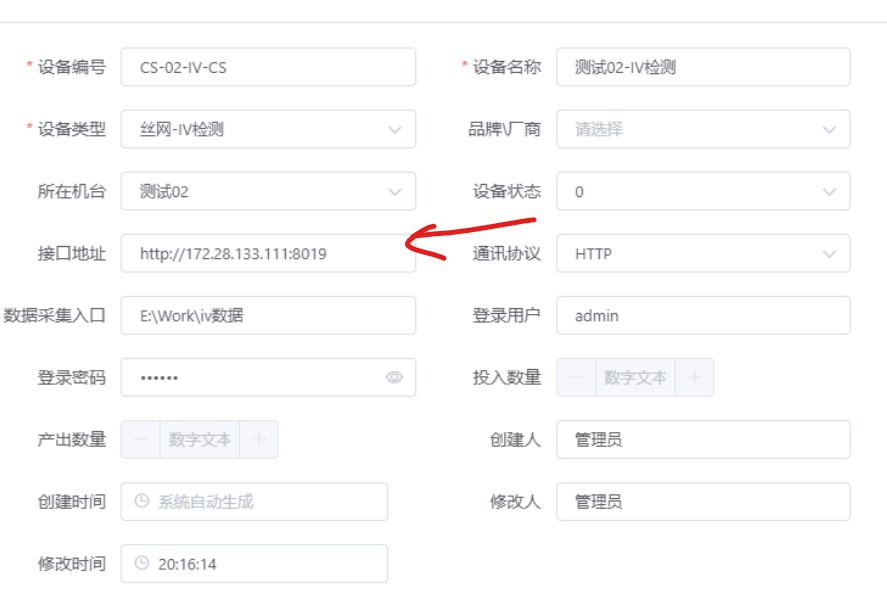 * 设备编号 CS-02-IV-CS * 设备名称 测试02-IV检测
* 设备类型 丝网-IV检测 品牌\厂商 请选择
所在机台 测试02 设备状态 0
接口地址 http://172.28.133.111:8019 通讯协议 HTTP
数据采集入口 E:\Work\iv数据 登录用户 admin
登录密码 •••••• 投入数量 − 数字文本 +
产出数量 − 数字文本 + 创建人 管理员
创建时间 系统自动生成 修改人 管理员
修改时间 20:16:14